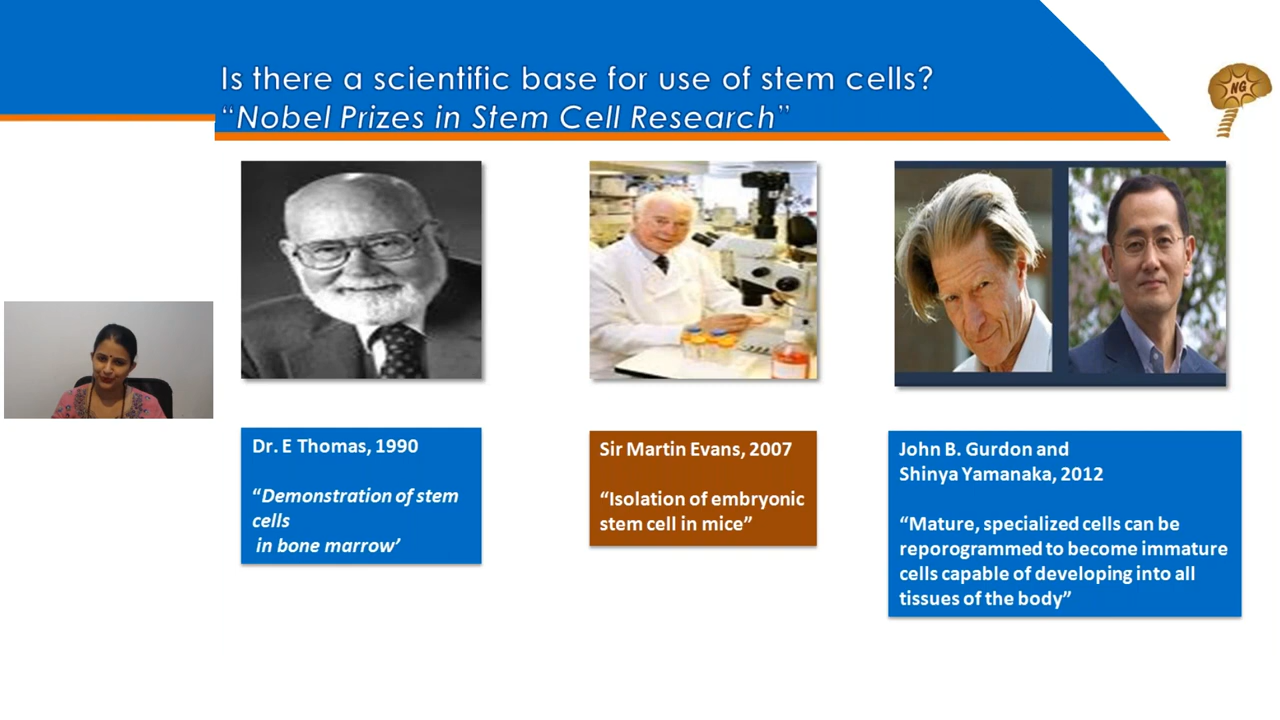 Is there a scientific base for use of stem cells?
“Nobel Prizes in Stem Cell Research”
NG
Dr. E Thomas, 1990
“Demonstration of stem
cells
in bone marrow’
Sir Martin Evans, 2007
“Isolation of embryonic
stem cell in mice”
John B. Gurdon and
Shinya Yamanaka, 2012
“Mature, specialized cells can be
reporogrammed to become immature
cells capable of developing into all
tissues of the body”